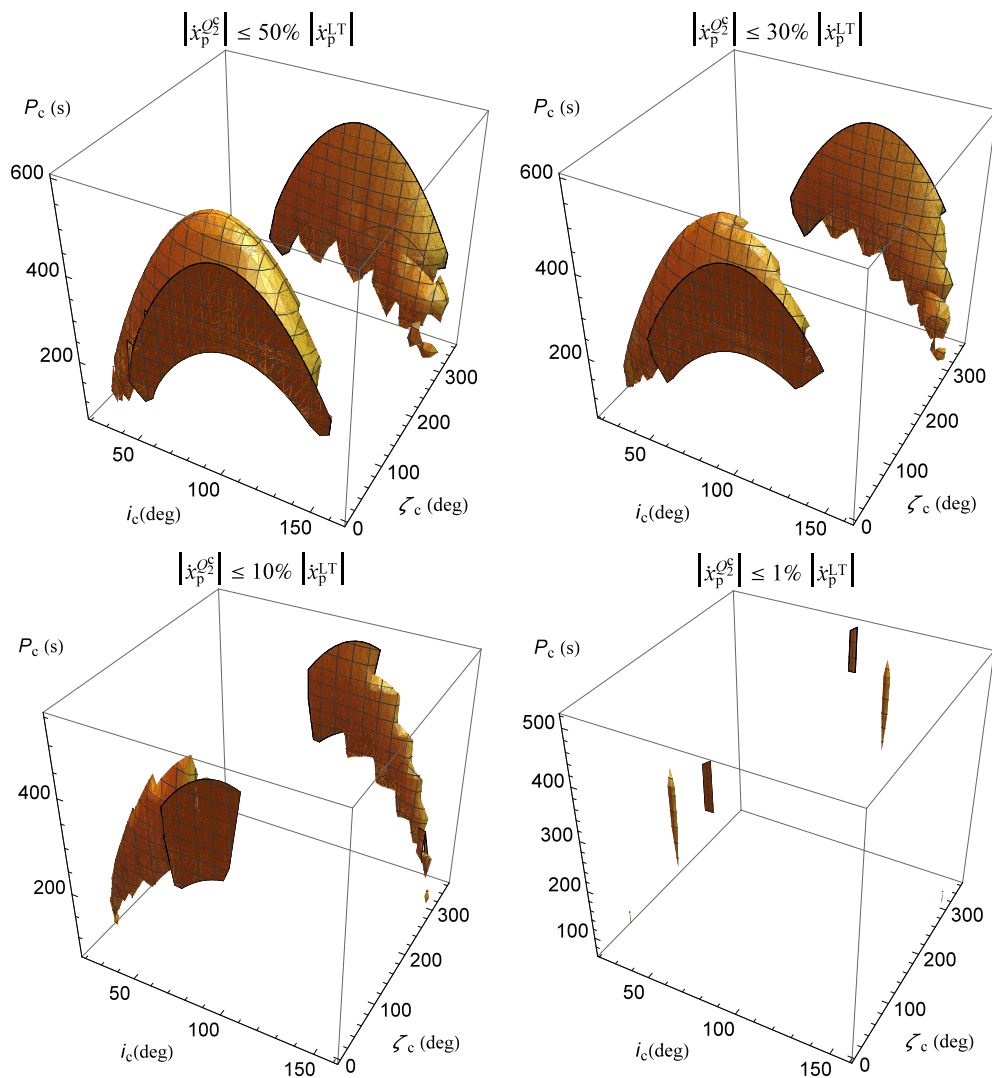 |ẋ_p^{Q_2^c}| ≤ 50% |ẋ_p^{LT}|
P_c (s)
600
400
200
50
100
150
i_c(deg)
0
100
200
300
ζ_c (deg)
|ẋ_p^{Q_2^c}| ≤ 30% |ẋ_p^{LT}|
P_c (s)
600
400
200
50
100
150
i_c(deg)
0
100
200
300
ζ_c (deg)
|ẋ_p^{Q_2^c}| ≤ 10% |ẋ_p^{LT}|
P_c (s)
400
200
50
100
150
i_c(deg)
0
100
200
300
ζ_c (deg)
|ẋ_p^{Q_2^c}| ≤ 1% |ẋ_p^{LT}|
P_c (s)
500
400
300
200
100
50
100
150
i_c(deg)
0
100
200
300
ζ_c (deg)